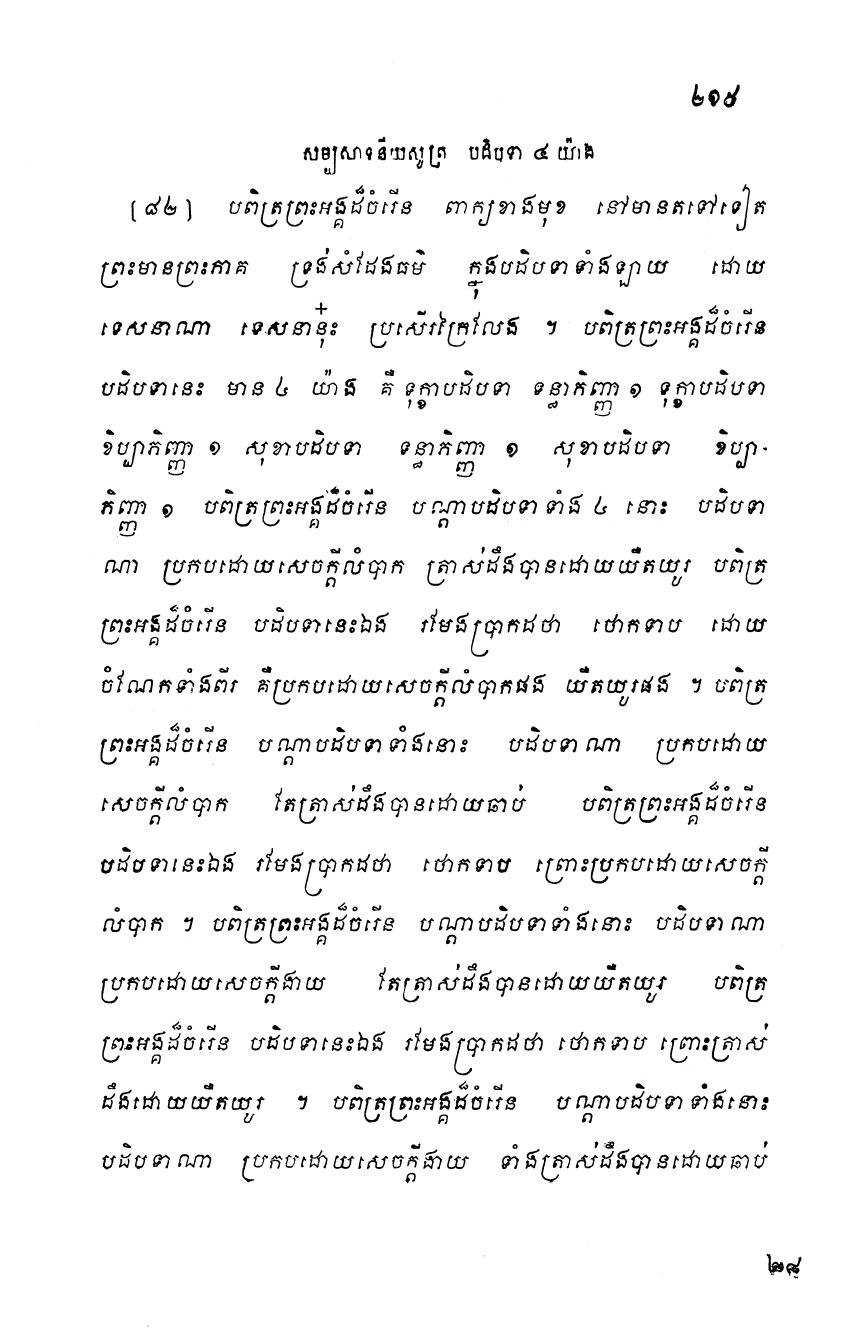 ២១៩
សម្បសាទនីយសូត្រ បដិបទា ៤ យ៉ាង
[៨២] បពិត្រព្រះអង្គដ៏ចំរើន ពាក្យខាងមុខ នៅមានតទៅទៀត
ព្រះមានព្រះភាគ ទ្រង់សំដែងធម៌ ក្នុងបដិបទាទាំងឡាយ ដោយ
ទេសនាណា ទេសនានុ៎ះ ប្រសើរក្រៃលែង ។ បពិត្រព្រះអង្គដ៏ចំរើន
បដិបទានេះ មាន ៤ យ៉ាង គឺ ទុក្ខាបដិបទា ទន្ធាភិញ្ញា ១ ទុក្ខាបដិបទា
ខិប្បាភិញ្ញា ១ សុខាបដិបទា ទន្ធាភិញ្ញា ១ សុខាបដិបទា ខិប្បា-
ភិញ្ញា ១ បពិត្រព្រះអង្គដ៏ចំរើន បណ្តាបដិបទាទាំង ៤ នោះ បដិបទា
ណា ប្រកបដោយសេចក្តីលំបាក ត្រាស់ដឹងបានដោយយឺតយូរ បពិត្រ
ព្រះអង្គដ៏ចំរើន បដិបទានេះឯង រមែងប្រាកដថា ថោកទាប ដោយ
ចំណែកទាំងពីរ គឺប្រកបដោយសេចក្តីលំបាកផង យឺតយូរផង ។ បពិត្រ
ព្រះអង្គដ៏ចំរើន បណ្តាបដិបទាទាំងនោះ បដិបទាណា ប្រកបដោយ
សេចក្តីលំបាក តែត្រាស់ដឹងបានដោយឆាប់ បពិត្រព្រះអង្គដ៏ចំរើន
បដិបទានេះឯង រមែងប្រាកដថា ថោកទាប ព្រោះប្រកបដោយសេចក្តី
លំបាក ។ បពិត្រព្រះអង្គដ៏ចំរើន បណ្តាបដិបទាទាំងនោះ បដិបទាណា
ប្រកបដោយសេចក្តីងាយ តែត្រាស់ដឹងបានដោយយឺតយូរ បពិត្រ
ព្រះអង្គដ៏ចំរើន បដិបទានេះឯង រមែងប្រាកដថា ថោកទាប ព្រោះត្រាស់
ដឹងដោយយឺតយូរ ។ បពិត្រព្រះអង្គដ៏ចំរើន បណ្តាបដិបទាទាំងនោះ
បដិបទាណា ប្រកបដោយសេចក្តីងាយ ទាំងត្រាស់ដឹងបានដោយឆាប់
២៨